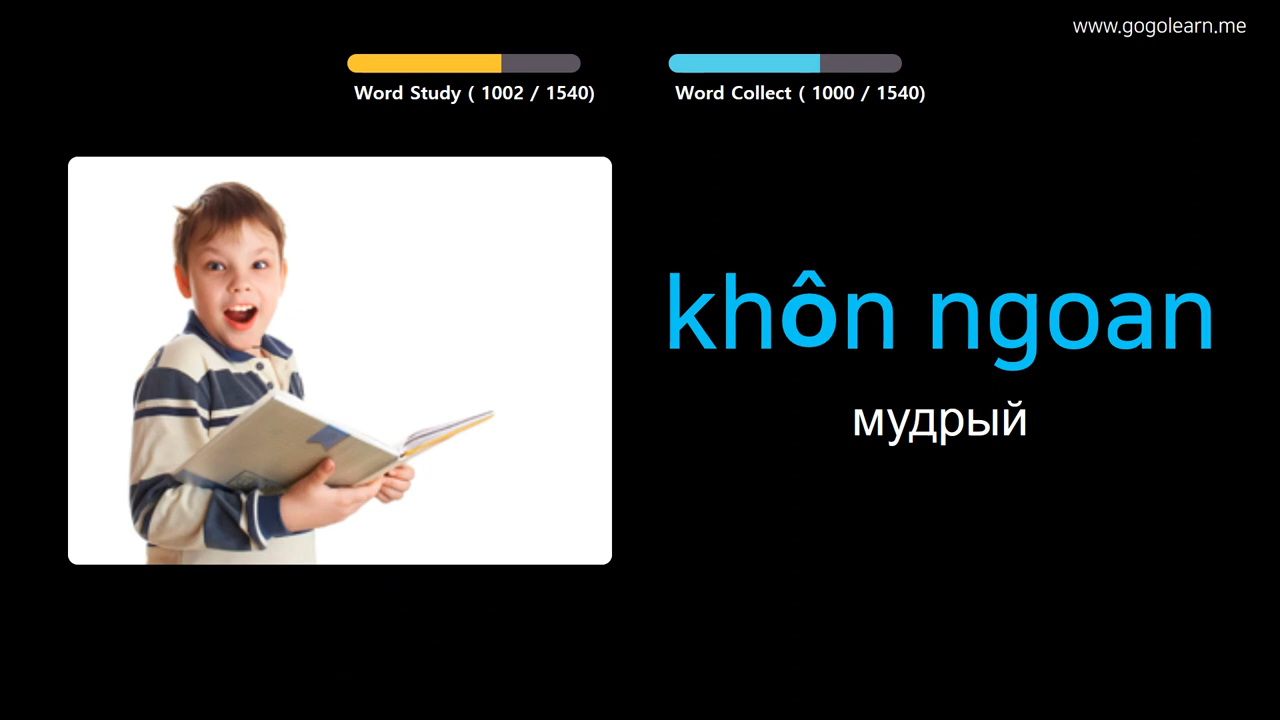 www.gogolearn.me
Word Study ( 1002 / 1540)
Word Collect ( 1000 / 1540)
khôn ngoan
мудрый